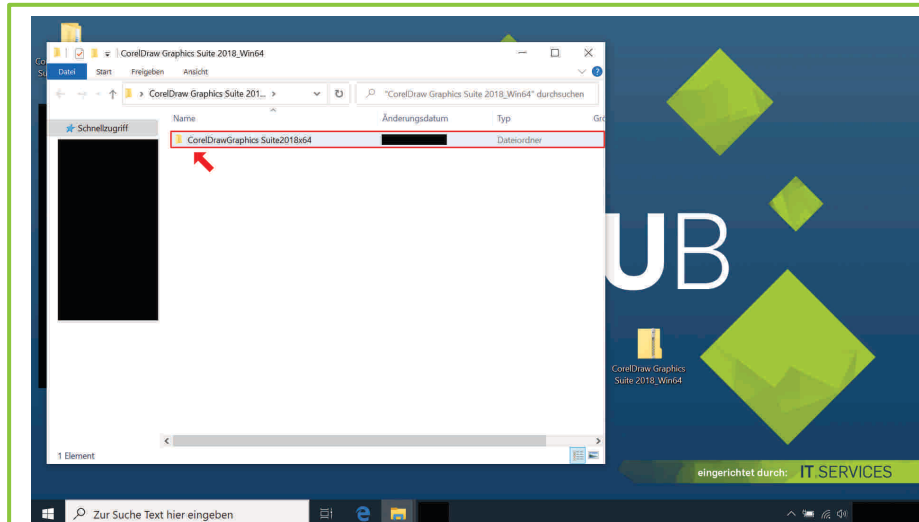 CorelDraw Graphics Suite 2018_Win64
Datei Start Freigeben Ansicht
CorelDraw Graphics Suite 201... "CorelDraw Graphics Suite 2018_Win64" durchsuchen
Name Änderungsdatum Typ
Schnellzugriff
CorelDrawGraphics Suite2018x64 Dateiordner
UB
CorelDraw Graphics
Suite 2018_Win64
1 Element
eingerichtet durch: IT.SERVICES
Zur Suche Text hier eingeben